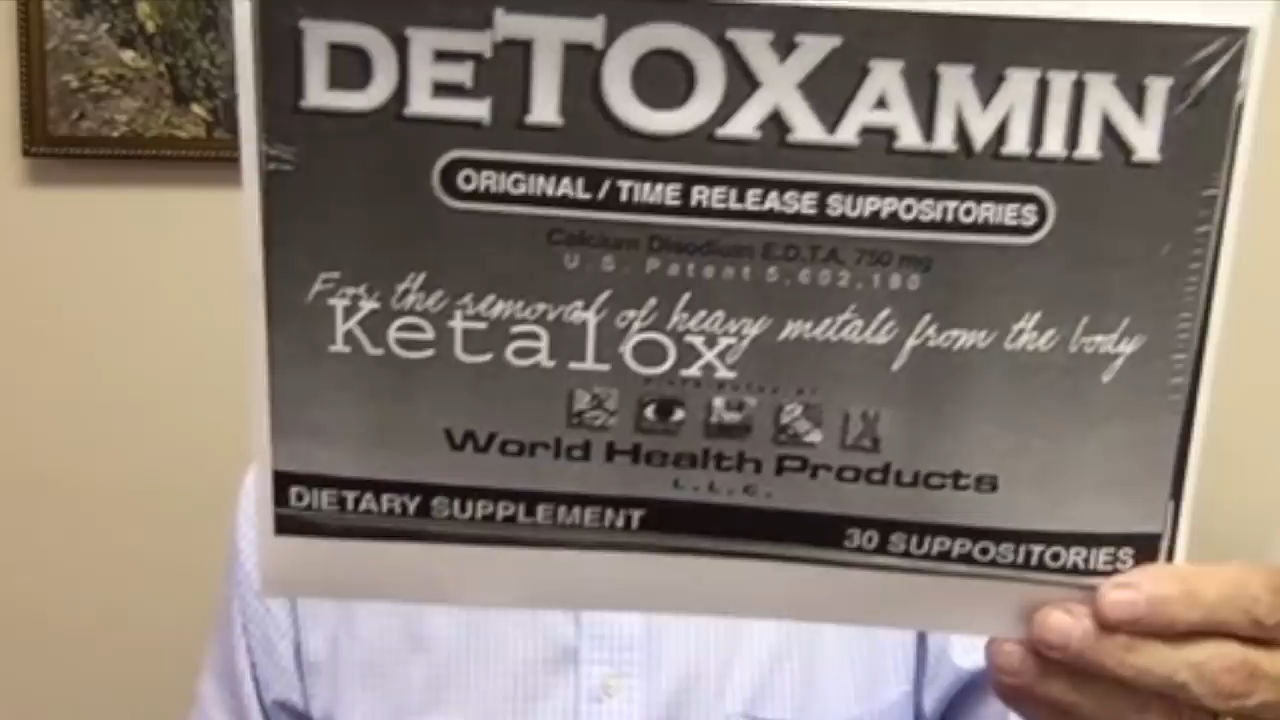 DETOXAMIN
ORIGINAL / TIME RELEASE SUPPOSITORIES
Calcium Disodium E.D.T.A. 750 mg
U.S. Patent 5,602,180
For the removal of heavy metals from the body
Ketalox
World Health Products
L.L.C.
DIETARY SUPPLEMENT
30 SUPPOSITORIES